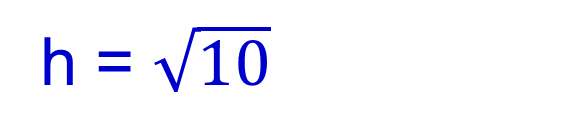 h = √10